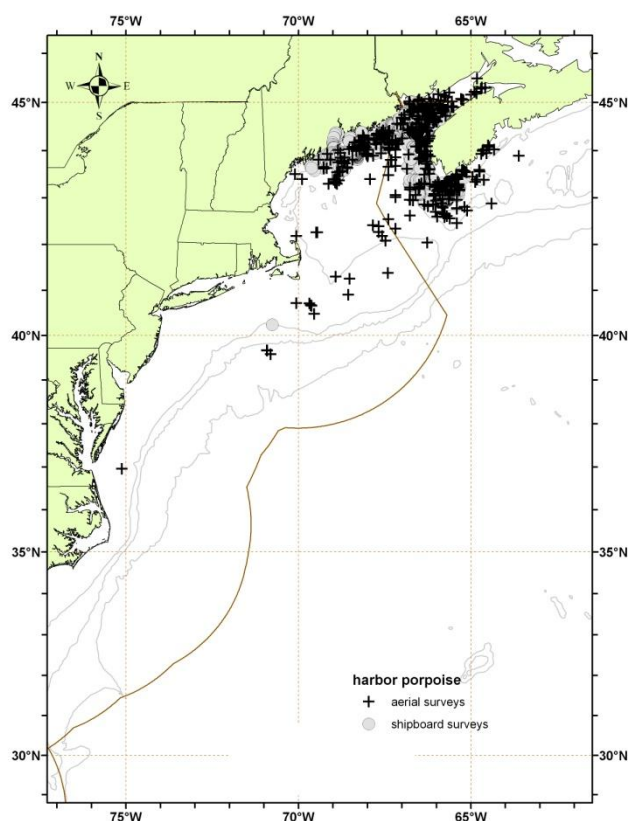 75°W 70°W 65°W
N
W E
S
45°N 45°N
40°N 40°N
35°N 35°N
harbor porpoise
aerial surveys
shipboard surveys
30°N 30°N
75°W 70°W 65°W